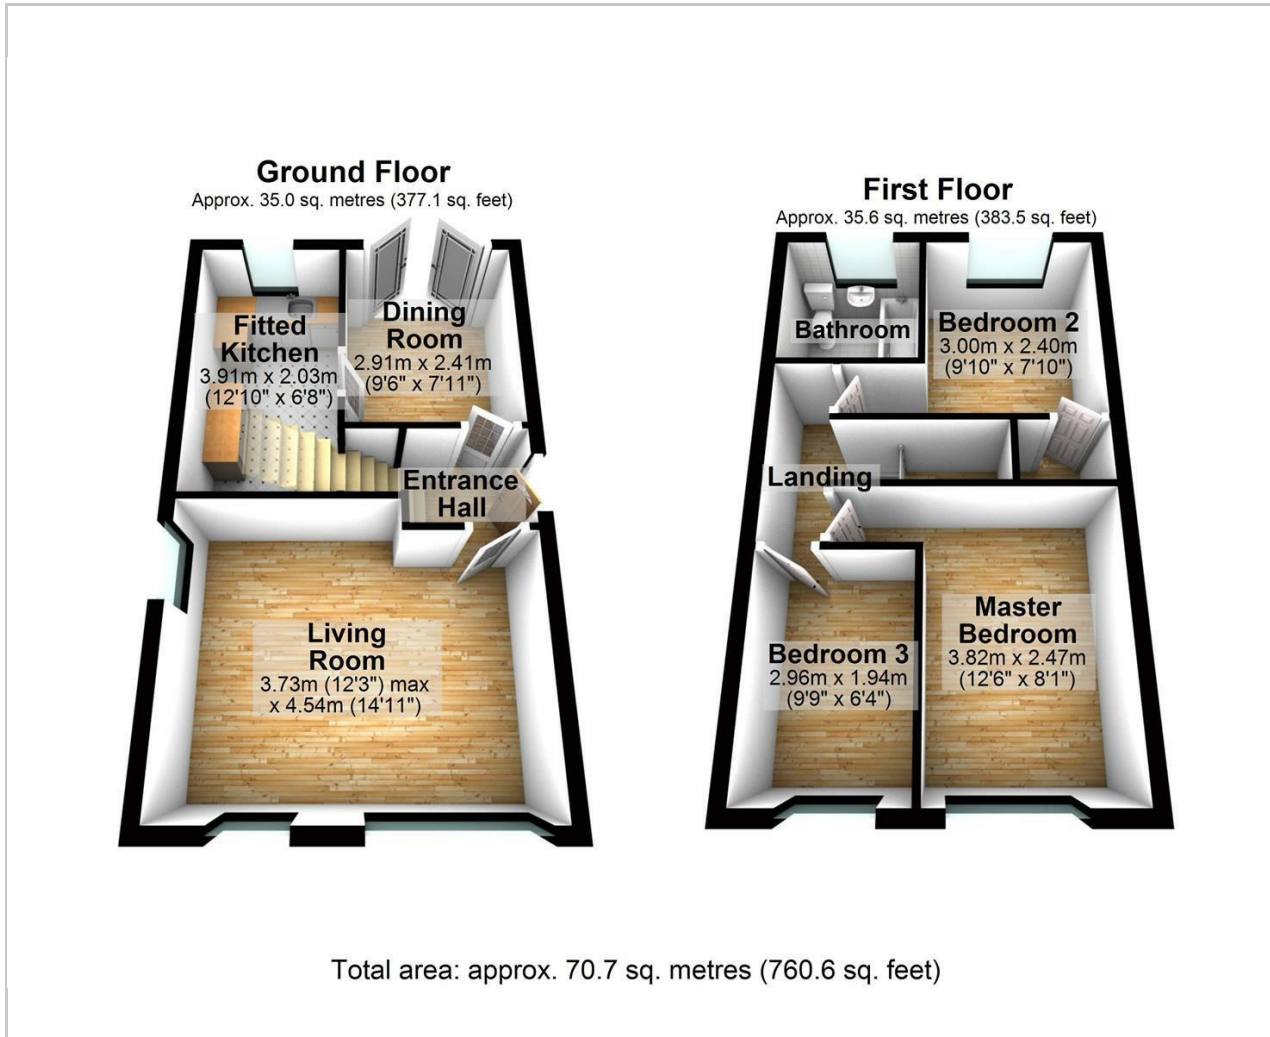 Ground Floor
Approx. 35.0 sq. metres (377.1 sq. feet)
Fitted
Kitchen
3.91m x 2.03m
(12'10" x 6'8")
Dining
Room
2.91m x 2.41m
(9'6" x 7'11")
Entrance
Hall
Living
Room
3.73m (12'3") max
x 4.54m (14'11")
First Floor
Approx. 35.6 sq. metres (383.5 sq. feet)
Bathroom
Bedroom 2
3.00m x 2.40m
(9'10" x 7'10")
Landing
Bedroom 3
2.96m x 1.94m
(9'9" x 6'4")
Master
Bedroom
3.82m x 2.47m
(12'6" x 8'1")
Total area: approx. 70.7 sq. metres (760.6 sq. feet)